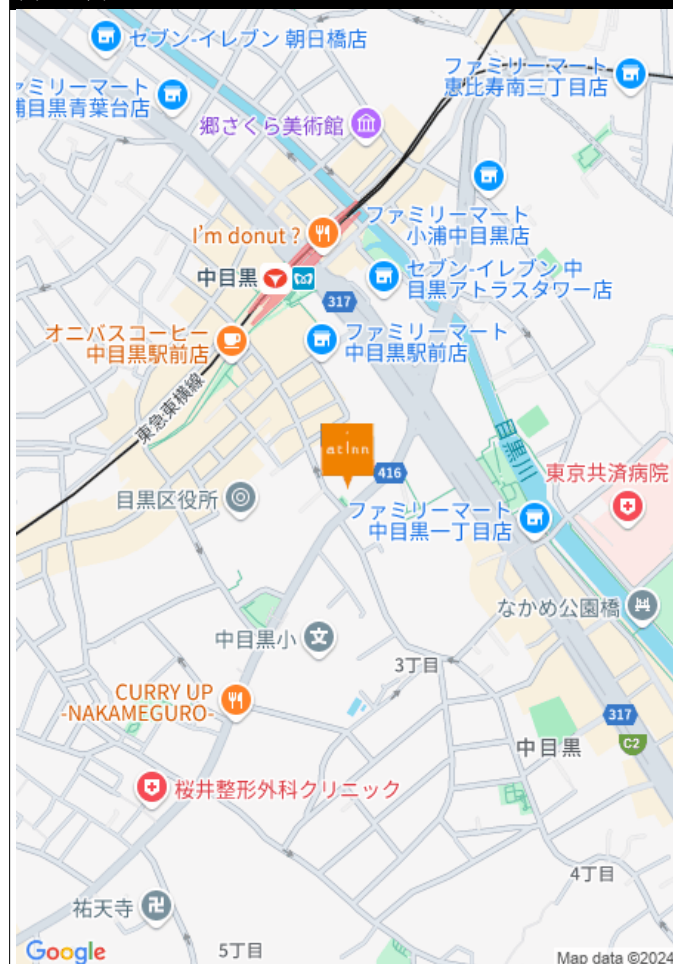 セブン-イレブン 朝日橋店
ファミリーマート
恵比寿南三丁目店
ァミリーマート
浦目黒青葉台店
郷さくら美術館
I'm donut ?
ファミリーマート
小浦中目黒店
中目黒
セブン-イレブン 中
目黒アトラスタワー店
317
オニバスコーヒー
中目黒駅前店
ファミリーマート
中目黒駅前店
東急東横線
atInn
416
目黒川
東京共済病院
目黒区役所
ファミリーマート
中目黒一丁目店
なかめ公園橋
中目黒小
文
3丁目
CURRY UP
-NAKAMEGURO-
317
C2
中目黒
桜井整形外科クリニック
4丁目
祐天寺
卍
5丁目
Google
Map data ©2024